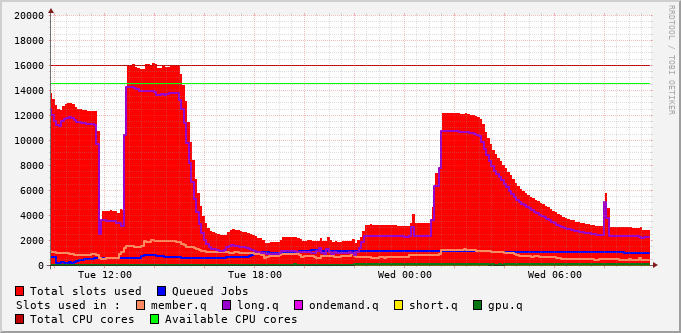 20000
18000
16000
14000
12000
10000
8000
6000
4000
2000
0
Tue 12:00 Tue 18:00 Wed 00:00 Wed 06:00
RRDTOOL / TOBI OETIKER
Total slots used Queued Jobs
Slots used in : member.q long.q ondemand.q short.q gpu.q
Total CPU cores Available CPU cores